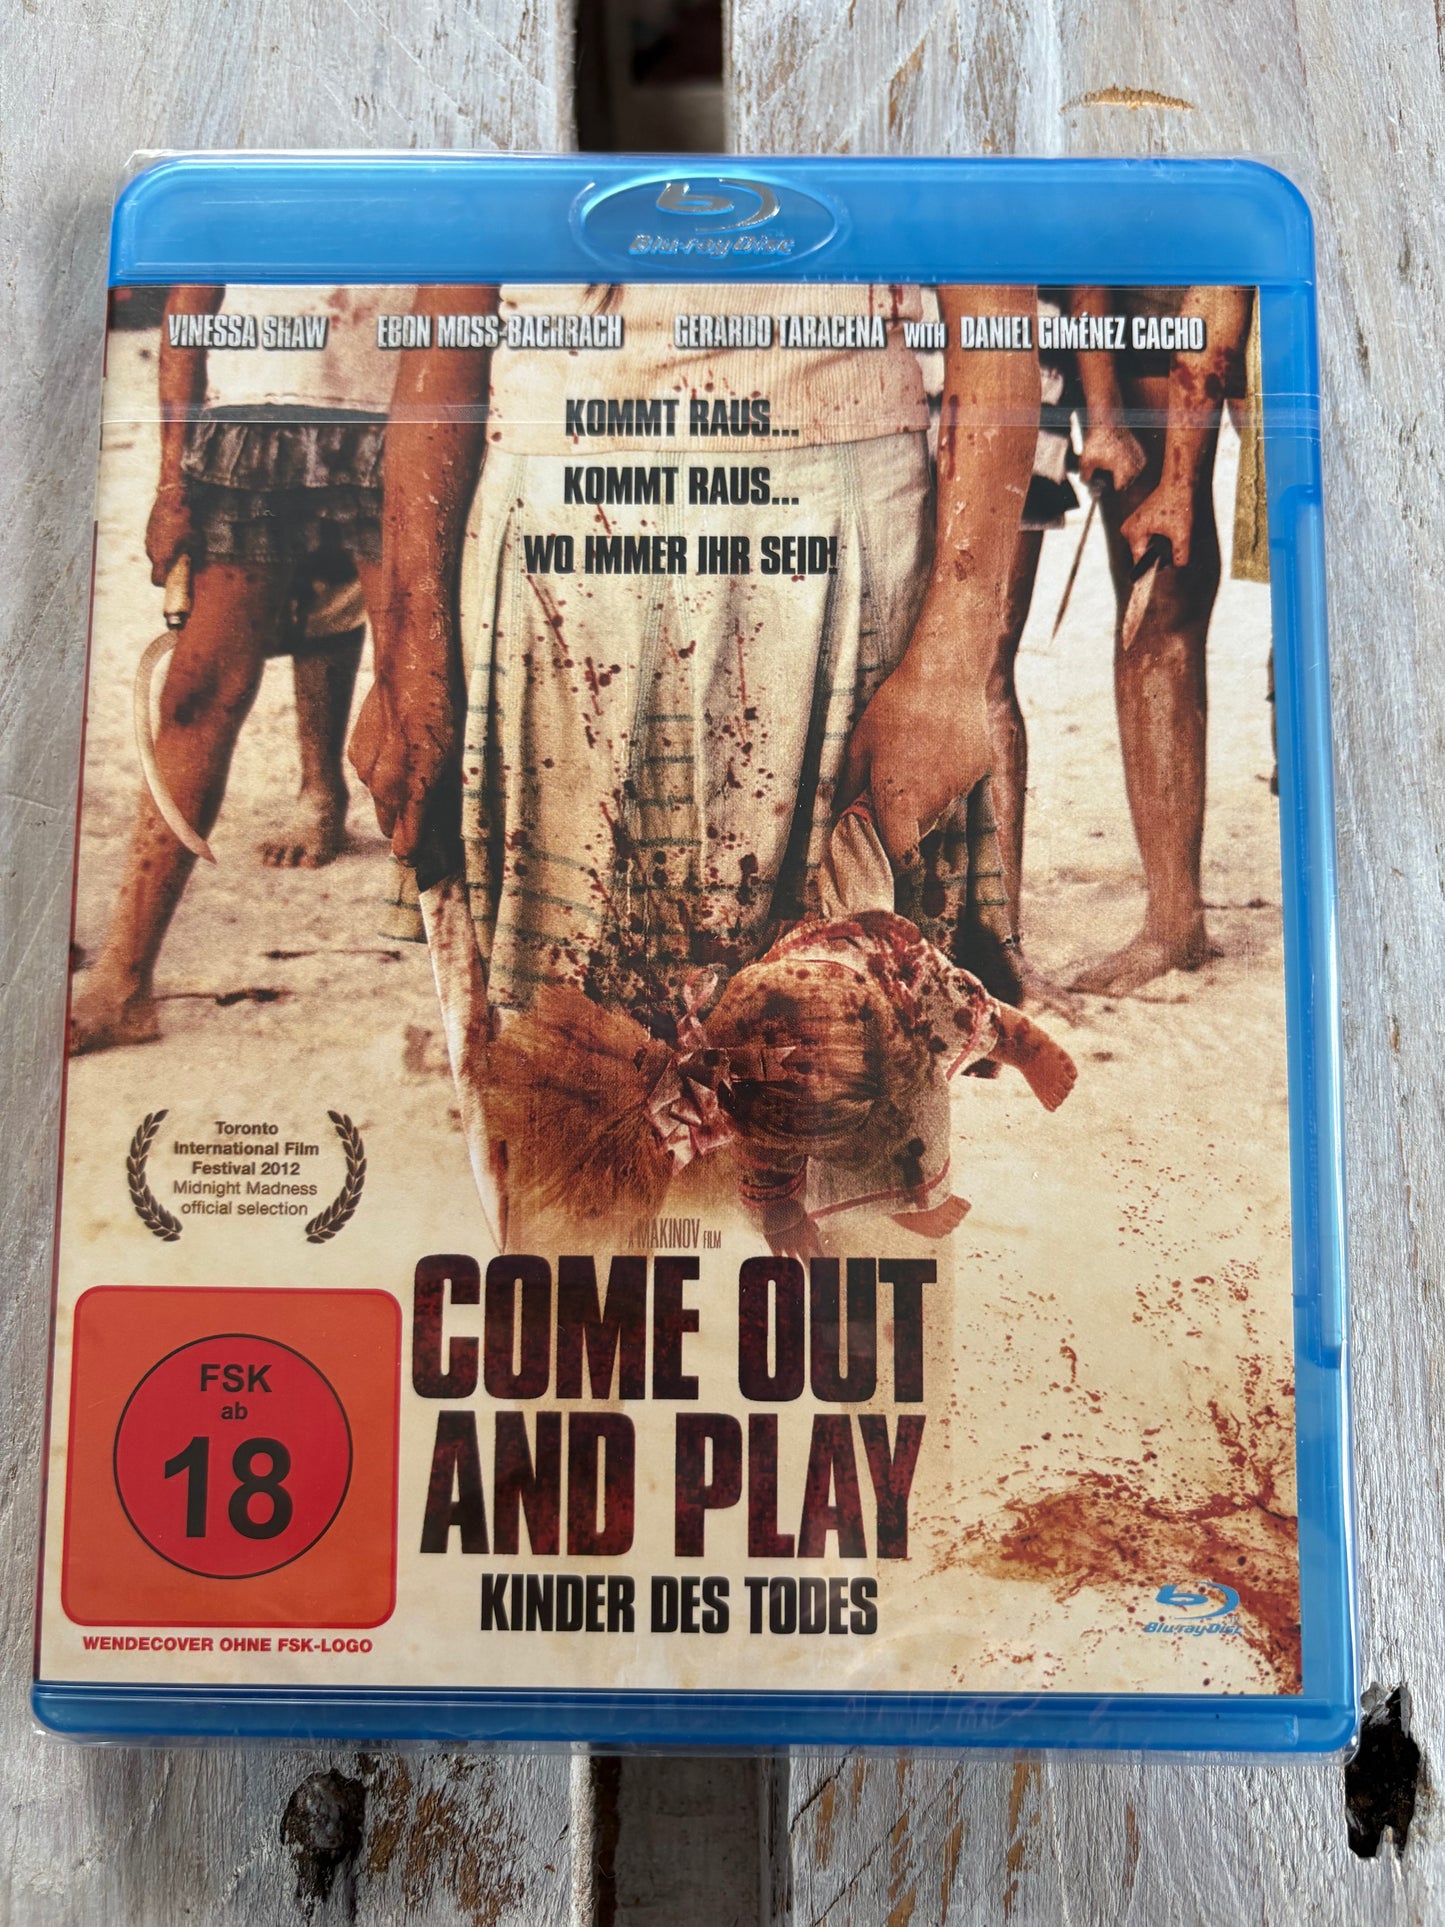 Blu-ray Disc
VINESSA SHAW EBON MOSS-BACHRACH GERARDO TARACENA WITH DANIEL GIMÉNEZ CACHO
KOMMT RAUS...
KOMMT RAUS...
WO IMMER IHR SEID!
Toronto
International Film
Festival 2012
Midnight Madness
official selection
A MAKINOV FILM
COME OUT
AND PLAY
KINDER DES TODES
FSK
ab
18
WENDECOVER OHNE FSK-LOGO
Blu-ray Disc